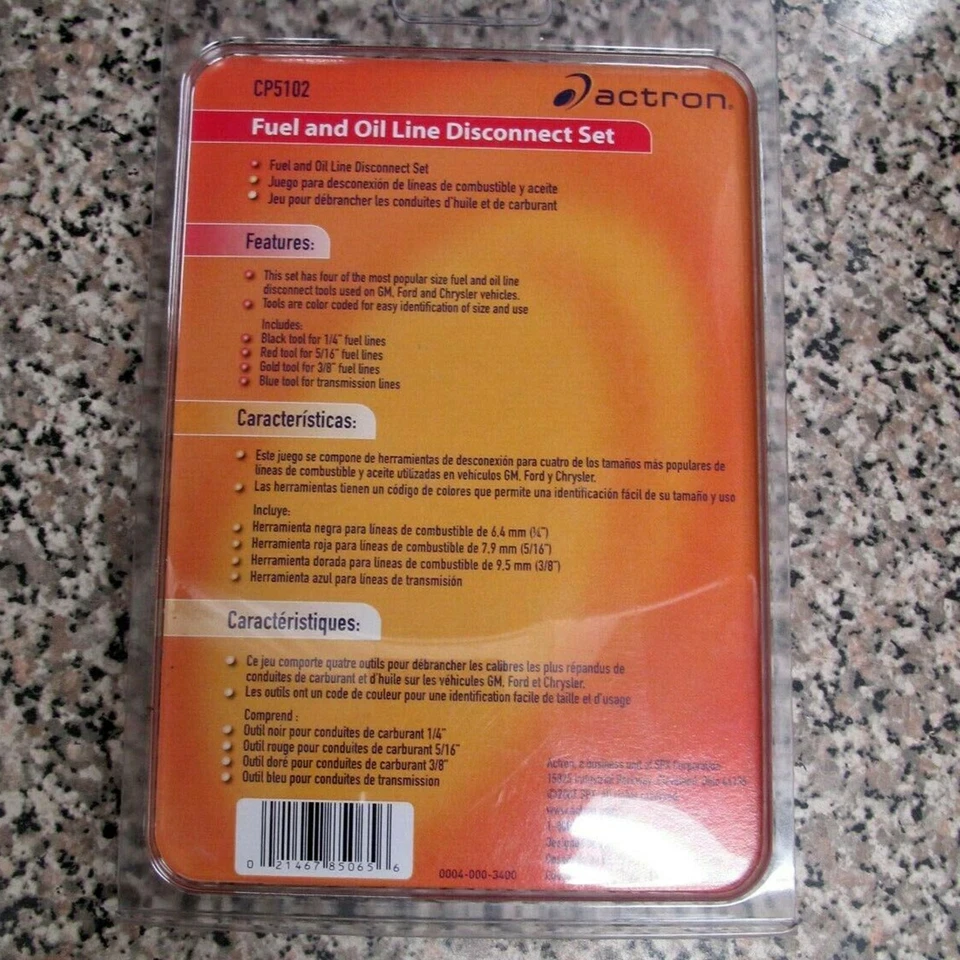 CP5102
actron®
Fuel and Oil Line Disconnect Set
Fuel and Oil Line Disconnect Set
Juego para desconexión de líneas de combustible y aceite
Jeu pour débrancher les conduites d'huile et de carburant
Features:
This set has four of the most popular size fuel and oil line
disconnect tools used on GM, Ford and Chrysler vehicles.
Tools are color coded for easy identification of size and use
Includes:
Black tool for 1/4" fuel lines
Red tool for 5/16" fuel lines
Gold tool for 3/8" fuel lines
Blue tool for transmission lines
Características:
Este juego se compone de herramientas de desconexión para cuatro de los tamaños más populares de
líneas de combustible y aceite utilizadas en vehículos GM, Ford y Chrysler.
Las herramientas tienen un código de colores que permite una identificación fácil de su tamaño y uso
Incluye:
Herramienta negra para líneas de combustible de 6.4 mm (¼")
Herramienta roja para líneas de combustible de 7.9 mm (5/16")
Herramienta dorada para líneas de combustible de 9.5 mm (3/8")
Herramienta azul para líneas de transmisión
Caractéristiques:
Ce jeu comporte quatre outils pour débrancher les calibres les plus répandus de
conduites de carburant et d'huile sur les véhicules GM, Ford et Chrysler.
Les outils ont un code de couleur pour une identification facile de taille et d'usage
Comprend :
Outil noir pour conduites de carburant 1/4"
Outil rouge pour conduites de carburant 5/16"
Outil doré pour conduites de carburant 3/8"
Outil bleu pour conduites de transmission
Actron, a business unit of SPX Corporation
Parkway, Cleveland, Ohio
SPX
0 21467 85065 6
0004-000-3400